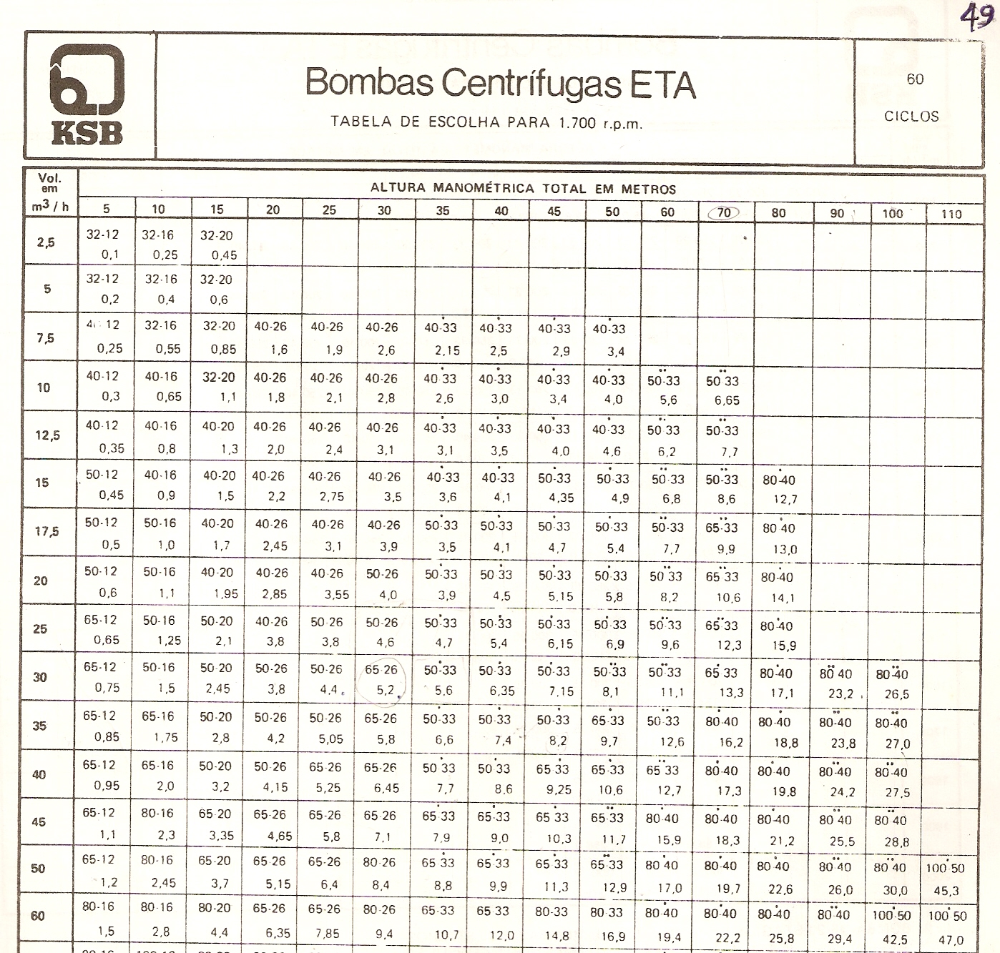 49
KSB
Bombas Centrífugas ETA
TABELA DE ESCOLHA PARA 1.700 r.p.m.
60
CICLOS
Vol.
em
m3 / h
ALTURA MANOMÉTRICA TOTAL EM METROS
5 10 15 20 25 30 35 40 45 50 60 70 80 90 100 110
2,5
32-12 32-16 32-20
0,1 0,25 0,45
5
32-12 32-16 32-20
0,2 0,4 0,6
7,5
12 32-16 32-20 40-26 40-26 40-26 40-33 40-33 40-33 40-33
0,25 0,55 0,85 1,6 1,9 2,6 2,15 2,5 2,9 3,4
10
40-12 40-16 32-20 40-26 40-26 40-26 40-33 40-33 40-33 40-33 50-33 50-33
0,3 0,65 1,1 1,8 2,1 2,8 2,6 3,0 3,4 4,0 5,6 6,65
12,5
40-12 40-16 40-20 40-26 40-26 40-26 40-33 40-33 40-33 40-33 50-33 50-33
0,35 0,8 1,3 2,0 2,4 3,1 3,1 3,5 4,0 4,6 6,2 7,7
15
50-12 40-16 40-20 40-26 40-26 40-26 40-33 40-33 50-33 50-33 50-33 50-33 80-40
0,45 0,9 1,5 2,2 2,75 3,5 3,6 4,1 4,35 4,9 6,8 8,6 12,7
17,5
50-12 50-16 40-20 40-26 40-26 40-26 50-33 50-33 50-33 50-33 50-33 65-33 80-40
0,5 1,0 1,7 2,45 3,1 3,9 3,5 4,1 4,7 5,4 7,7 9,9 13,0
20
50-12 50-16 40-20 40-26 40-26 50-26 50-33 50-33 50-33 50-33 50-33 65-33 80-40
0,6 1,1 1,95 2,85 3,55 4,0 3,9 4,5 5,15 5,8 8,2 10,6 14,1
25
65-12 50-16 50-20 40-26 50-26 50-26 50-33 50-33 50-33 50-33 50-33 65-33 80-40
0,65 1,25 2,1 3,8 3,8 4,6 4,7 5,4 6,15 6,9 9,6 12,3 15,9
30
65-12 50-16 50-20 50-26 50-26 65-26 50-33 50-33 50-33 50-33 50-33 65-33 80-40 80-40 80-40
0,75 1,5 2,45 3,8 4,4 5,2 5,6 6,35 7,15 8,1 11,1 13,3 17,1 23,2 26,5
35
65-12 65-16 50-20 50-26 50-26 65-26 50-33 50-33 50-33 65-33 50-33 80-40 80-40 80-40 80-40
0,85 1,75 2,8 4,2 5,05 5,8 6,6 7,4 8,2 9,7 12,6 16,2 18,8 23,8 27,0
40
65-12 65-16 50-20 50-26 65-26 65-26 50-33 50-33 65-33 65-33 65-33 80-40 80-40 80-40 80-40
0,95 2,0 3,2 4,15 5,25 6,45 7,7 8,6 9,25 10,6 12,7 17,3 19,8 24,2 27,5
45
65-12 80-16 65-20 65-26 65-26 65-26 65-33 65-33 65-33 65-33 80-40 80-40 80-40 80-40 80-40
1,1 2,3 3,35 4,65 5,8 7,1 7,9 9,0 10,3 11,7 15,9 18,3 21,2 25,5 28,8
50
65-12 80-16 65-20 65-26 65-26 80-26 65-33 65-33 65-33 65-33 80-40 80-40 80-40 80-40 80-40 100-50
1,2 2,45 3,7 5,15 6,4 8,4 8,8 9,9 11,3 12,9 17,0 19,7 22,6 26,0 30,0 45,3
60
80-16 80-16 80-20 65-26 65-26 80-26 65-33 65-33 80-33 80-33 80-40 80-40 80-40 80-40 100-50 100-50
1,5 2,8 4,4 6,35 7,85 9,4 10,7 12,0 14,8 16,9 19,4 22,2 25,8 29,4 42,5 47,0